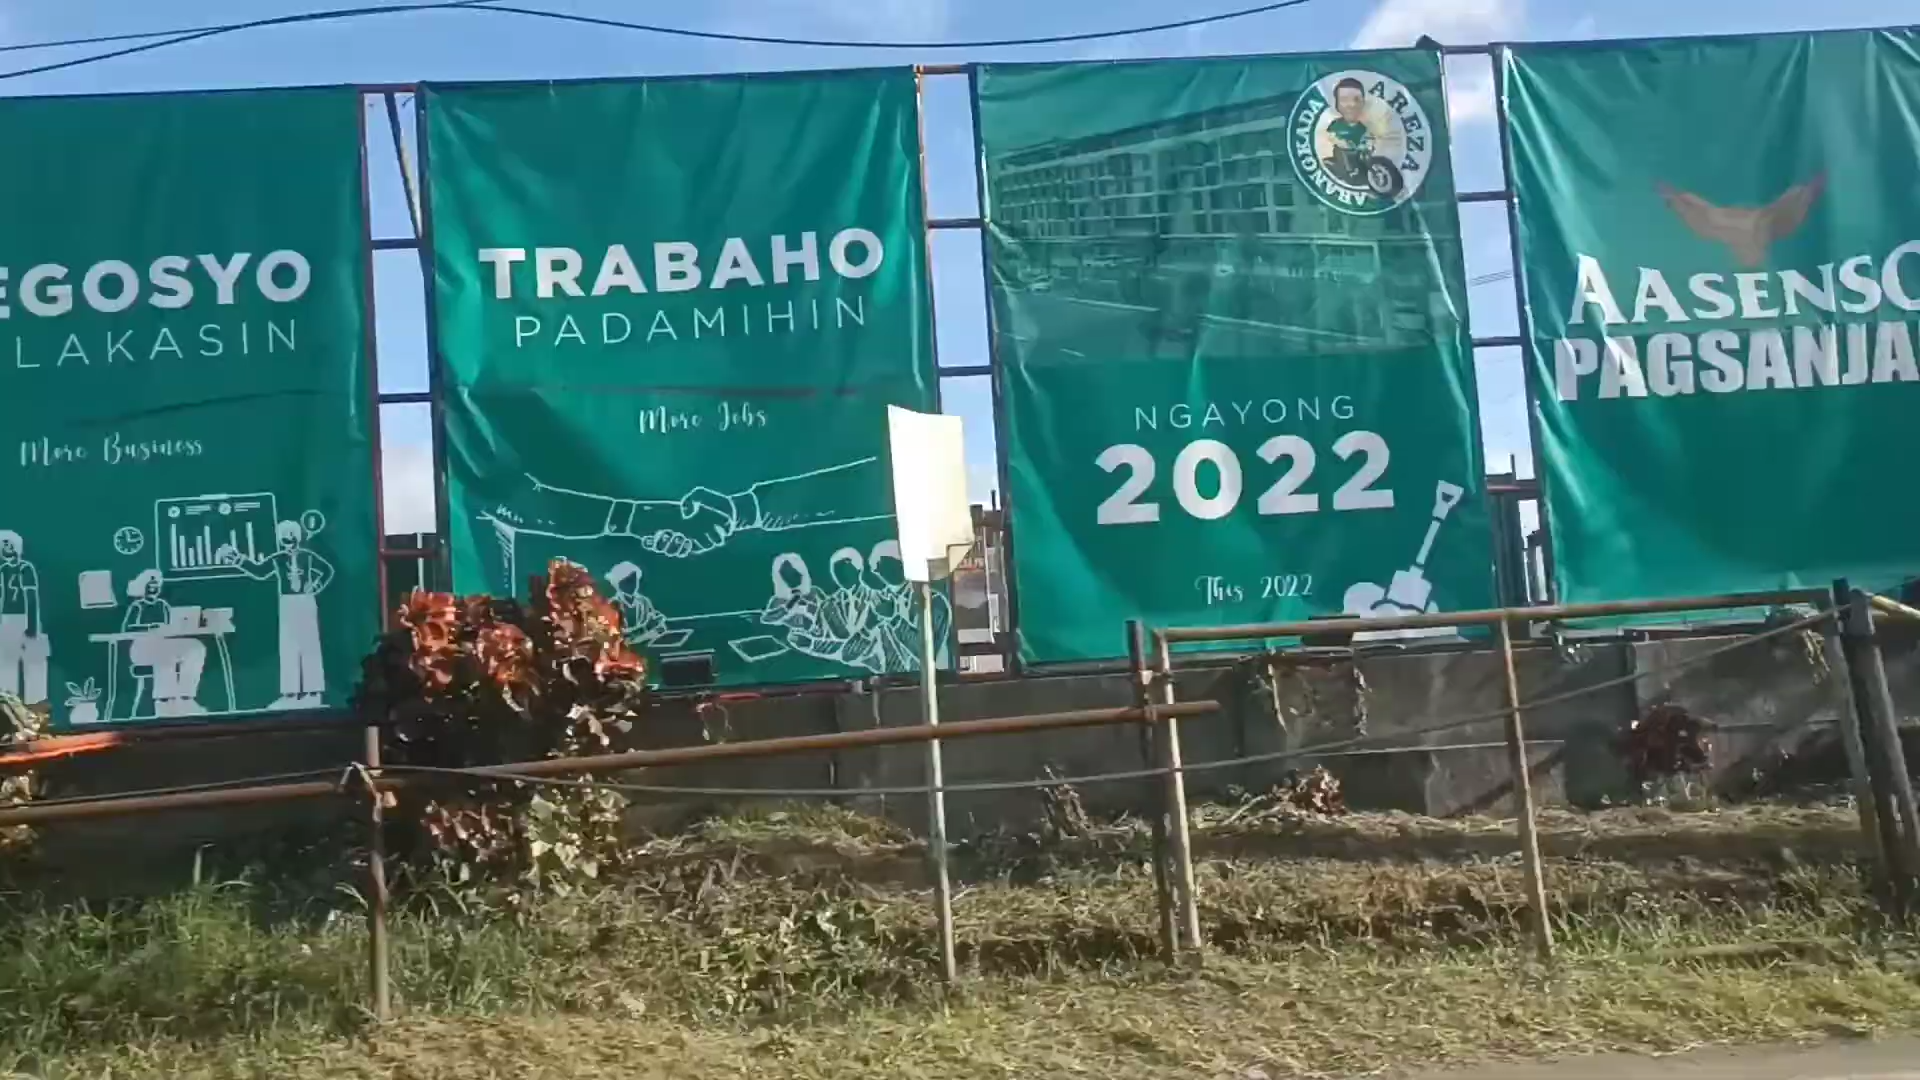 EGOSYO
LAKASIN
More Business
TRABAHO
PADAMIHIN
More Jobs
ARANGKADA AREZA
NGAYONG
2022
This 2022
AASENSO
PAGSANJA